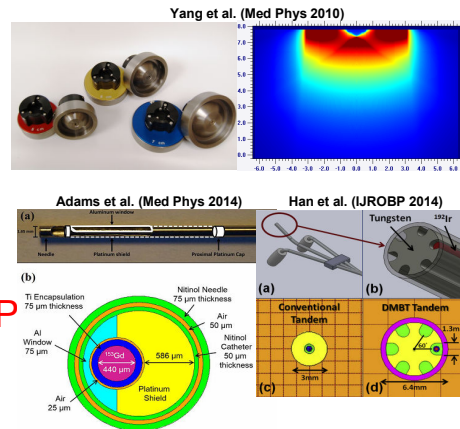 Yang et al. (Med Phys 2010)
8.0
7.0
6.0
5.0
4.0
3.0
2.0
1.0
0.0
-6.0 -5.0 -4.0 -3.0 -2.0 -1.0 0.0 1.0 2.0 3.0 4.0 5.0 6.0
Adams et al. (Med Phys 2014)
Han et al. (IJROBP 2014)
(a)
Aluminum window
Needle
Platinum shield
Proximal Platinum Cap
(b)
Ti Encapsulation
75 μm thickness
Al
Window
75 μm
Air
25 μm
153Gd
440 μm
586 μm
Platinum
Shield
Nitinol Needle
75 μm thickness
Air
50 μm
Nitinol
Catheter
50 μm
thickness
P
Tungsten
192Ir
(a)
(b)
Conventional
Tandem
3mm
(c)
DMBT Tandem
60°
1.3m
6.4mm
(d)